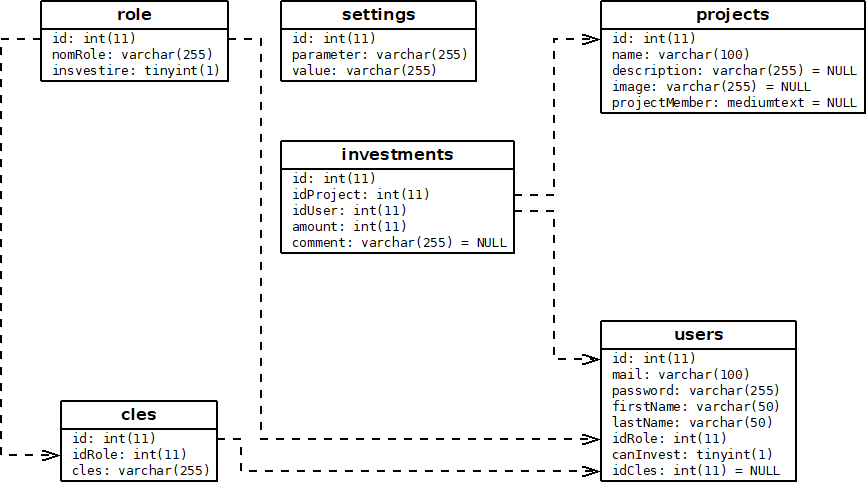 role
id: int(11)
nomRole: varchar(255)
insvestire: tinyint(1)
settings
id: int(11)
parameter: varchar(255)
value: varchar(255)
projects
id: int(11)
name: varchar(100)
description: varchar(255) = NULL
image: varchar(255) = NULL
projectMember: mediumtext = NULL
investments
id: int(11)
idProject: int(11)
idUser: int(11)
amount: int(11)
comment: varchar(255) = NULL
users
id: int(11)
mail: varchar(100)
password: varchar(255)
firstName: varchar(50)
lastName: varchar(50)
idRole: int(11)
canInvest: tinyint(1)
idCles: int(11) = NULL
cles
id: int(11)
idRole: int(11)
cles: varchar(255)